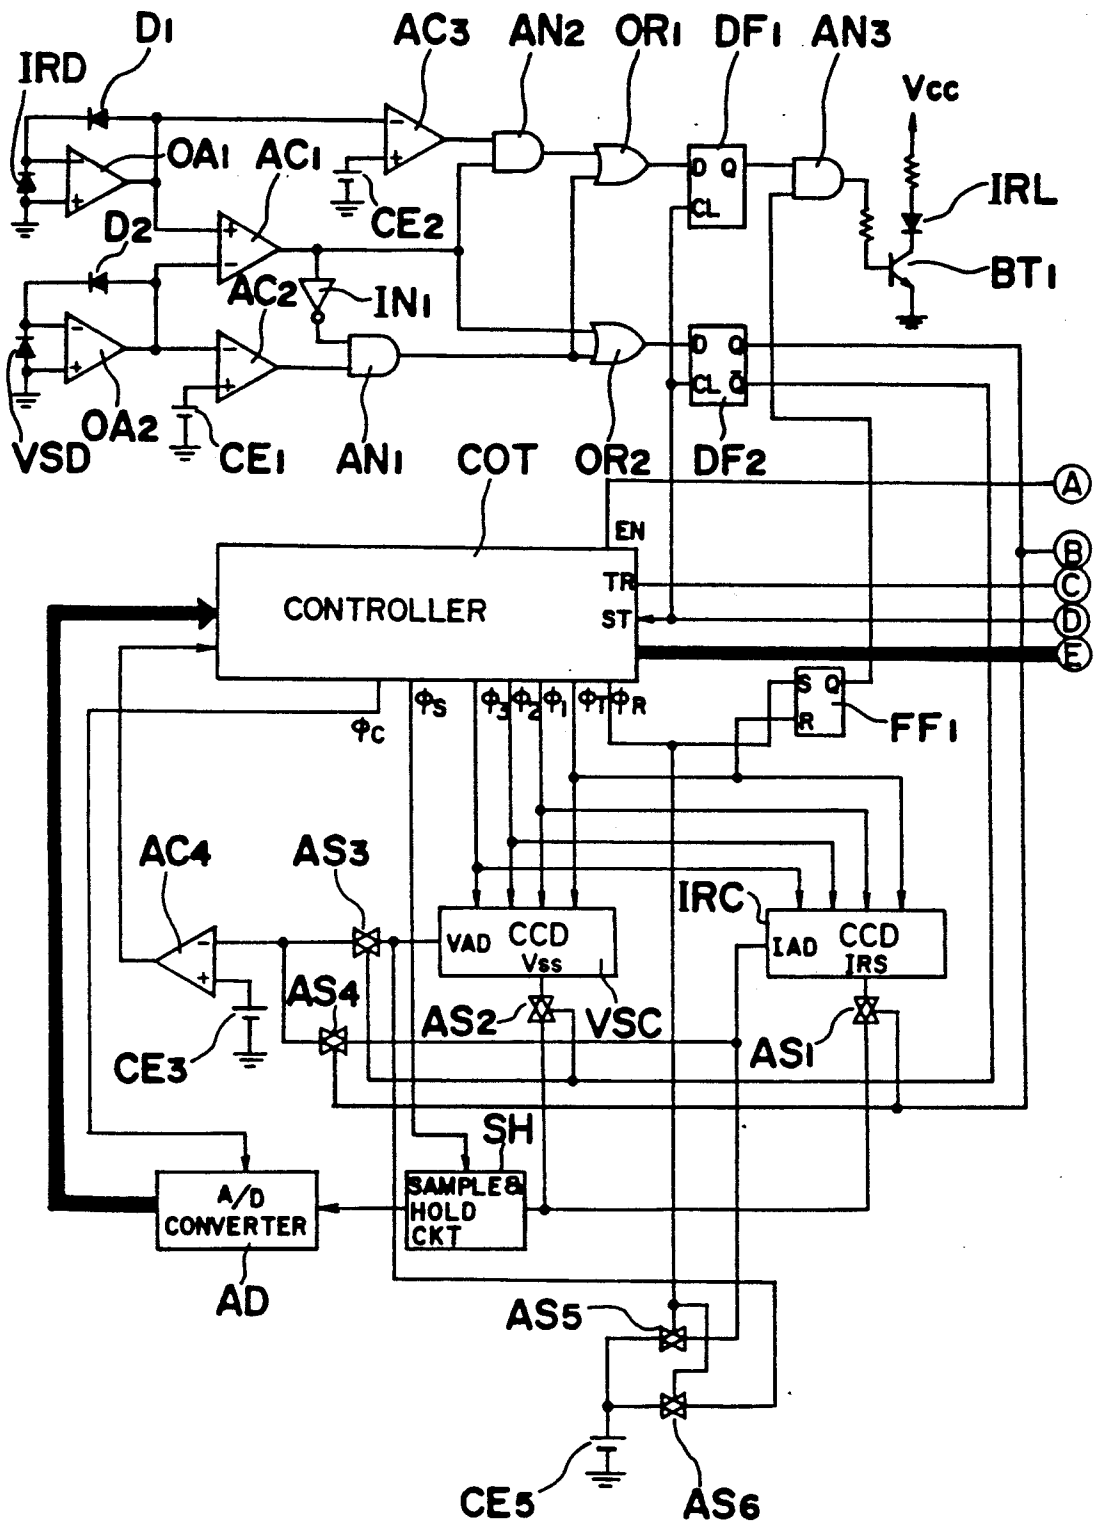 D1 AC3 AN2 OR1 DF1 AN3
IRD Vcc
OA1 AC1
- + - + D Q IRL
CE2 CL
D2 + -
AC2 IN1 BT1
- + - + D Q
CL Q̄
OA2
VSD CE1 AN1 COT OR2 DF2
A
EN
B
TR C
CONTROLLER
ST D
E
φC φS φ3 φ2 φ1 φT φR S Q
R FF1
AC4 AS3
IRC
- + VAD CCD IAD CCD
VSS IRS
AS4 AS2 VSC AS1
CE3
SH
A/D SAMPLE&
CONVERTER HOLD
CKT
AD
AS5
CE5 AS6